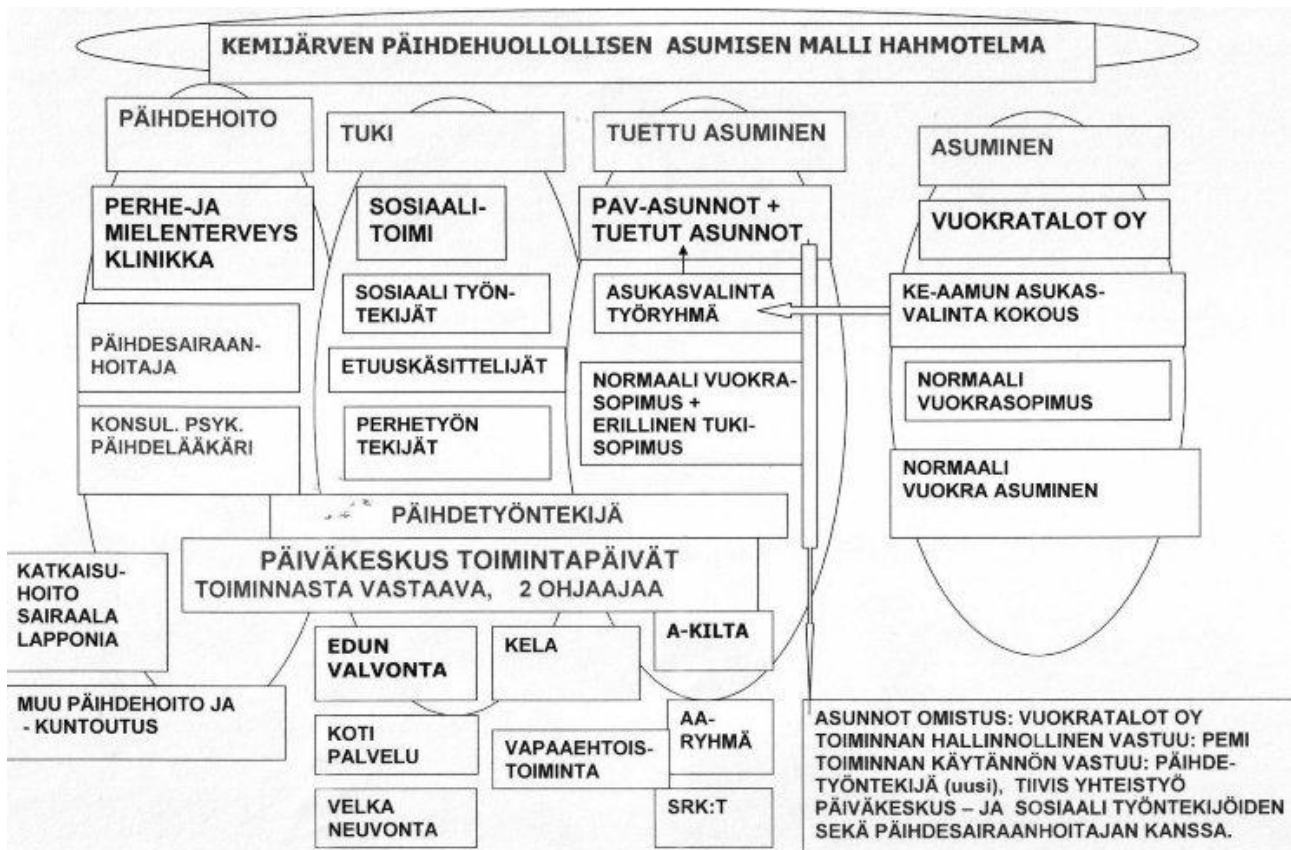 KEMIJÄRVEN PÄIHDEHUOLLOLLISEN ASUMISEN MALLI HAHMOTELMA
PÄIHDEHOITO
PERHE-JA
MIELENTERVEYS
KLINIKKA
PÄIHDESAIRAAN-
HOITAJA
KONSUL. PSYK.
PÄIHDELÄÄKÄRI
TUKI
SOSIAALI-
TOIMI
SOSIAALI TYÖN-
TEKIJÄT
ETUUSKÄSITTELIJÄT
PERHETYÖN
TEKIJÄT
TUETTU ASUMINEN
PAV-ASUNNOT +
TUETUT ASUNNOT
ASUKASVALINTA
TYÖRYHMÄ
NORMAALI VUOKRA-
SOPIMUS +
ERILLINEN TUKI-
SOPIMUS
ASUMINEN
VUOKRATALOT OY
KE-AAMUN ASUKAS-
VALINTA KOKOUS
NORMAALI
VUOKRASOPIMUS
NORMAALI
VUOKRA ASUMINEN
PÄIHDETYÖNTEKIJÄ
PÄIVÄKESKUS TOIMINTAPÄIVÄT
TOIMINNASTA VASTAAVA, 2 OHJAAJAA
KATKAISU-
HOITO
SAIRAALA
LAPPONIA
MUU PÄIHDEHOITO JA
- KUNTOUTUS
EDUN
VALVONTA
KOTI
PALVELU
VELKA
NEUVONTA
KELA
VAPAAEHTOIS-
TOIMINTA
A-KILTA
AA-
RYHMÄ
SRK:T
ASUNNOT OMISTUS: VUOKRATALOT OY
TOIMINNAN HALLINNOLLINEN VASTUU: PEMI
TOIMINNAN KÄYTÄNNÖN VASTUU: PÄIHDE-
TYÖNTEKIJÄ (uusi), TIIVIS YHTEISTYÖ
PÄIVÄKESKUS – JA SOSIAALI TYÖNTEKIJÖIDEN
SEKÄ PÄIHDESAIRAANHOITAJAN KANSSA.